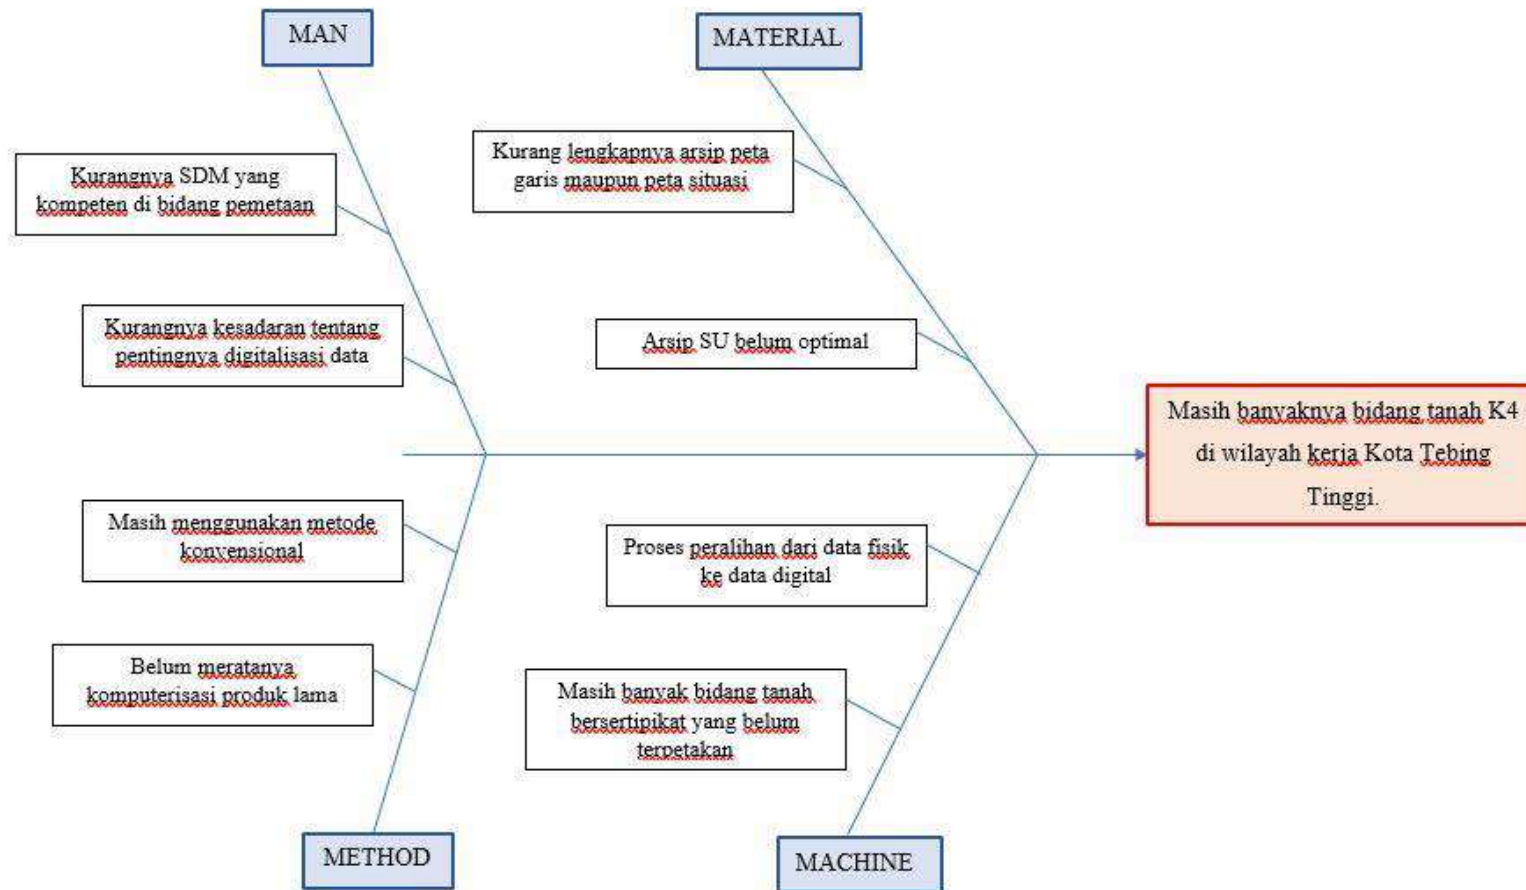 MAN
MATERIAL
Kurangnya SDM yang
kompeten di bidang pemetaan
Kurang lengkapnya arsip peta
garis maupun peta situasi
Kurangnya kesadaran tentang
pentingnya digitalisasi data
Arsip SU belum optimal
Masih banyaknya bidang tanah K4
di wilayah kerja Kota Tebing
Tinggi.
Masih menggunakan metode
konvensional
Proses peralihan dari data fisik
ke data digital
Belum meratanya
komputerisasi produk lama
Masih banyak bidang tanah
bersertipikat yang belum
terpetakan
METHOD
MACHINE